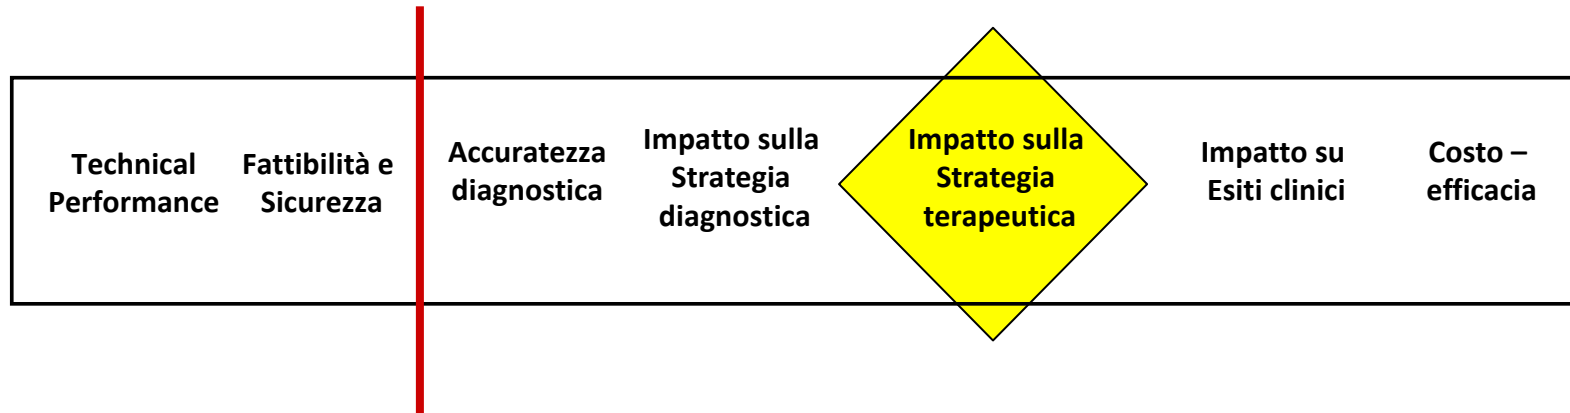 Technical
Performance
Fattibilità e
Sicurezza
Accuratezza
diagnostica
Impatto sulla
Strategia
diagnostica
Impatto sulla
Strategia
terapeutica
Impatto su
Esiti clinici
Costo –
efficacia